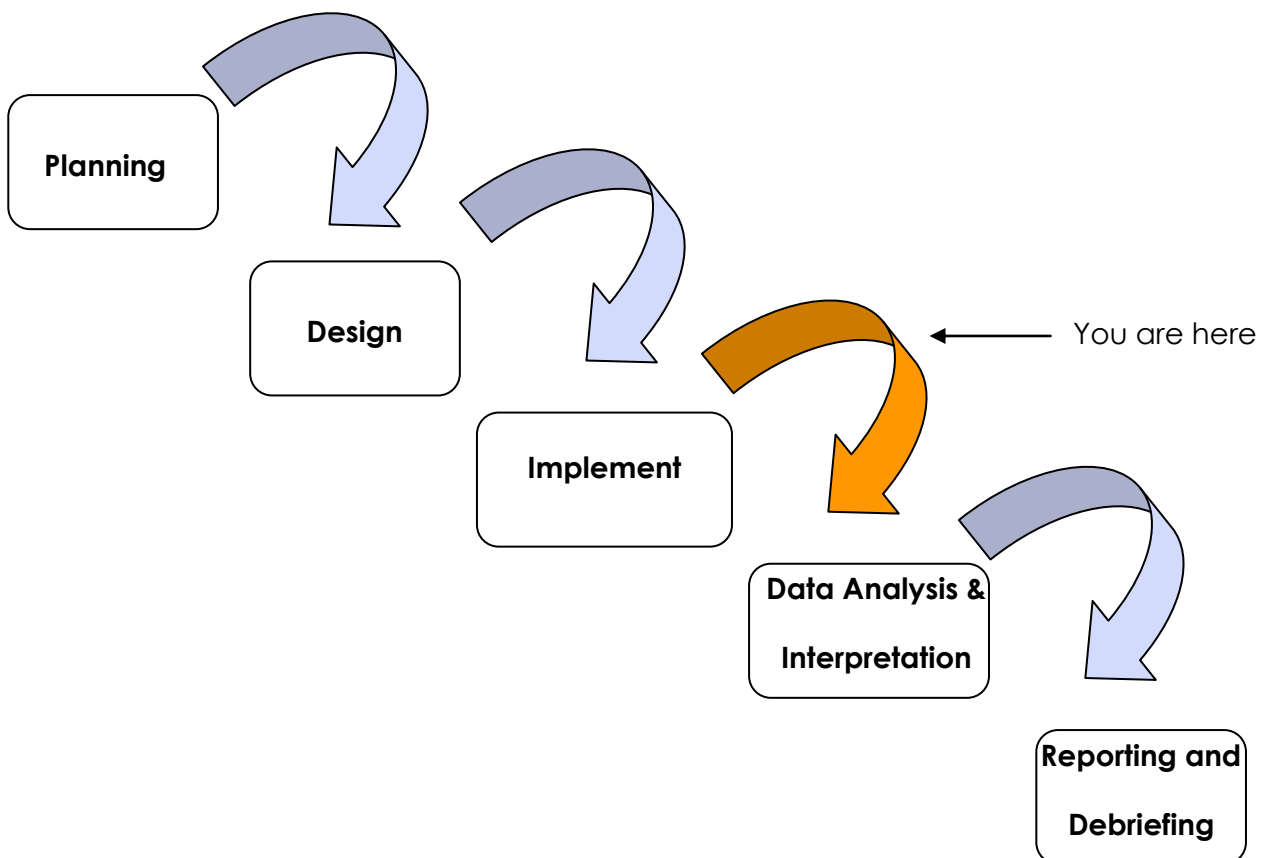 Planning
Design
You are here
Implement
Data Analysis &
Interpretation
Reporting and
Debriefing